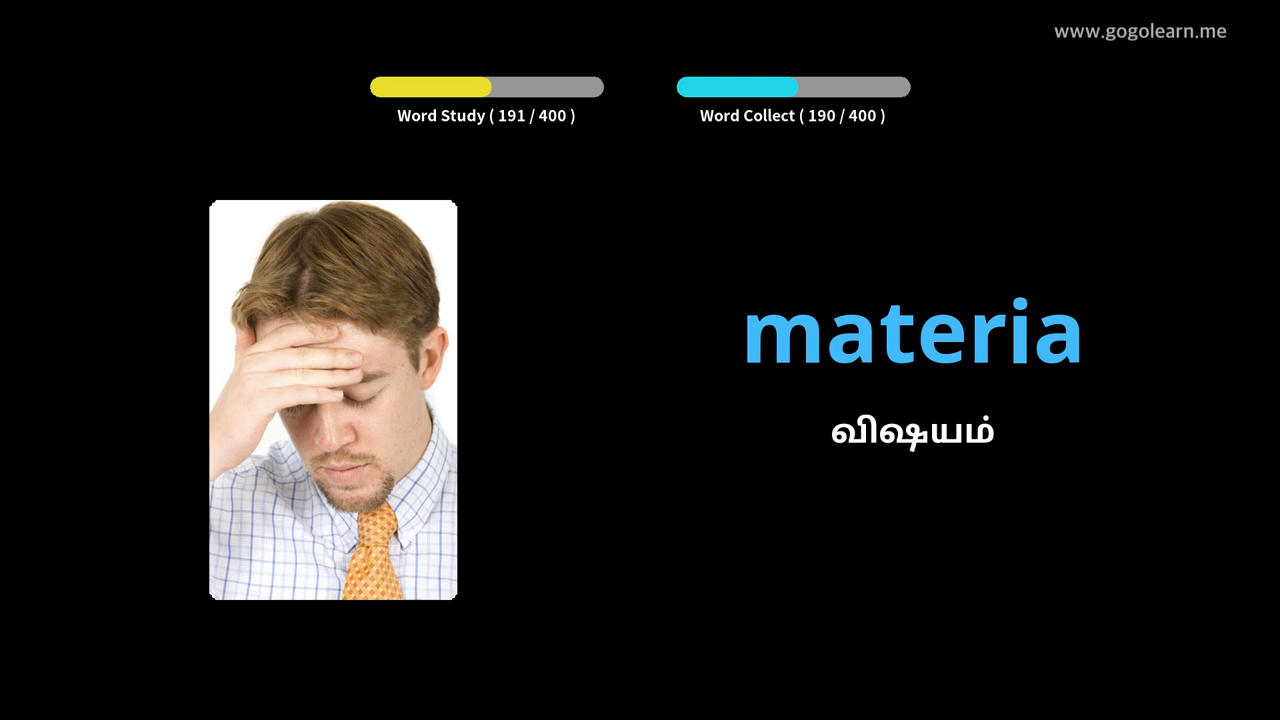 www.gogolearn.me
Word Study ( 191 / 400 )
Word Collect ( 190 / 400 )
materia
விஷயம்